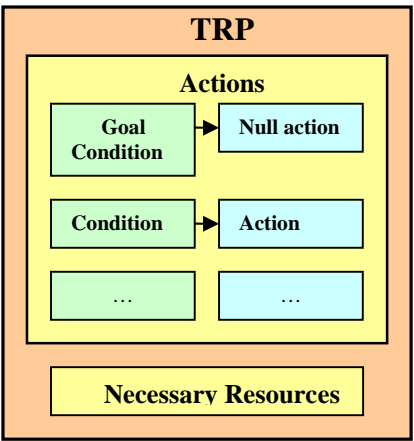 TRP
Actions
Goal
Condition
Null action
Condition
Action
…
…
Necessary Resources